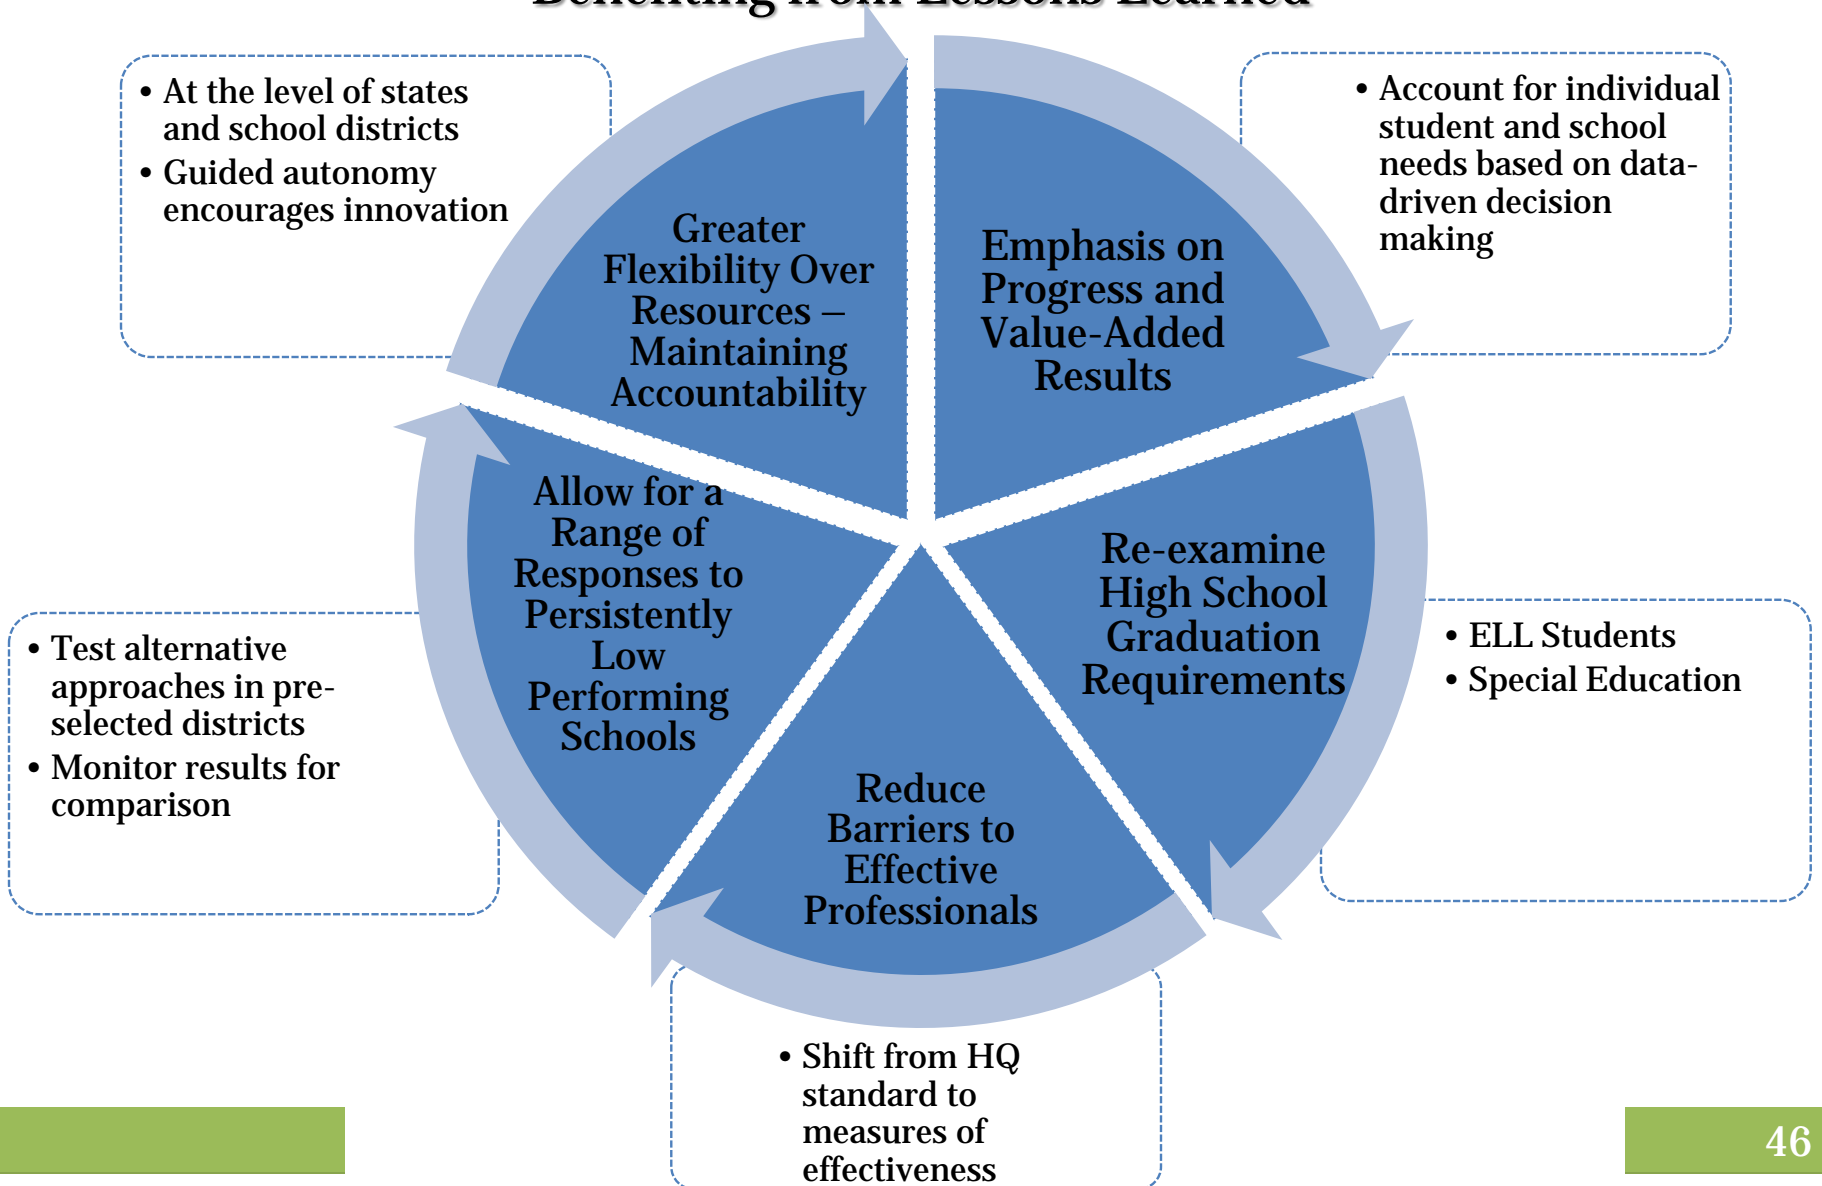 Benefiting from Lessons Learned
• At the level of states
and school districts
• Guided autonomy
encourages innovation
• Account for individual
student and school
needs based on data-
driven decision
making
Greater
Flexibility Over
Resources –
Maintaining
Accountability
Emphasis on
Progress and
Value-Added
Results
Allow for a
Range of
Responses to
Persistently
Low
Performing
Schools
Re-examine
High School
Graduation
Requirements
• Test alternative
approaches in pre-
selected districts
• Monitor results for
comparison
• ELL Students
• Special Education
Reduce
Barriers to
Effective
Professionals
• Shift from HQ
standard to
measures of
effectiveness
46